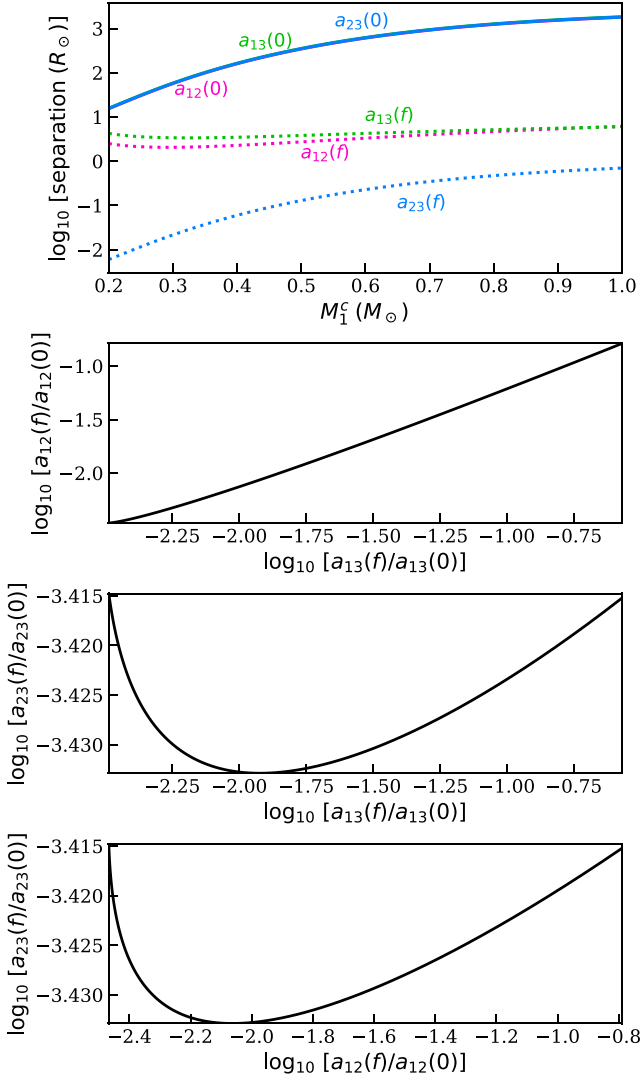 log₁₀ [separation (R⊙)]
3
2
1
0
−1
−2
a₁₃(0)
a₂₃(0)
a₁₂(0)
a₁₃(f)
a₁₂(f)
a₂₃(f)
0.2 0.3 0.4 0.5 0.6 0.7 0.8 0.9 1.0
M₁ᶜ (M⊙)
log₁₀ [a₁₂(f)/a₁₂(0)]
−1.0
−1.5
−2.0
−2.25 −2.00 −1.75 −1.50 −1.25 −1.00 −0.75
log₁₀ [a₁₃(f)/a₁₃(0)]
log₁₀ [a₂₃(f)/a₂₃(0)]
−3.415
−3.420
−3.425
−3.430
−2.25 −2.00 −1.75 −1.50 −1.25 −1.00 −0.75
log₁₀ [a₁₃(f)/a₁₃(0)]
log₁₀ [a₂₃(f)/a₂₃(0)]
−3.415
−3.420
−3.425
−3.430
−2.4 −2.2 −2.0 −1.8 −1.6 −1.4 −1.2 −1.0 −0.8
log₁₀ [a₁₂(f)/a₁₂(0)]